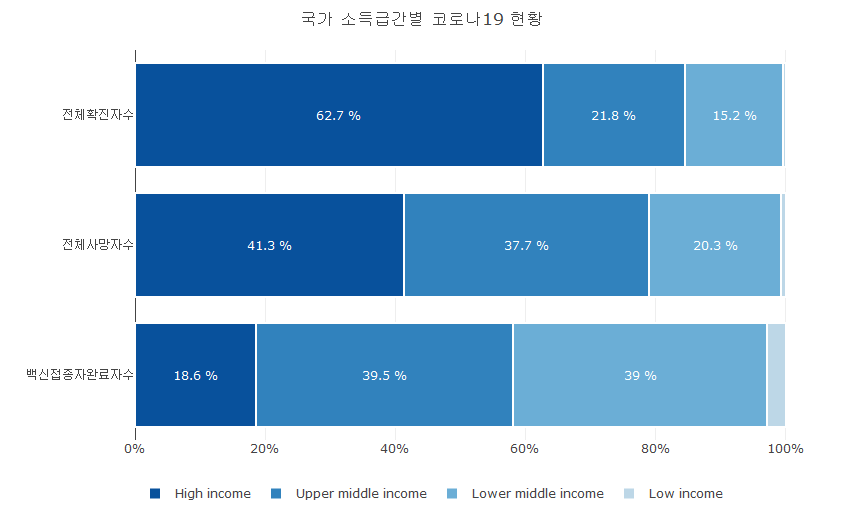 국가 소득급간별 코로나19 현황
전체확진자수
62.7 %
21.8 %
15.2 %
전체사망자수
41.3 %
37.7 %
20.3 %
백신접종자완료자수
18.6 %
39.5 %
39 %
0%
20%
40%
60%
80%
100%
High income
Upper middle income
Lower middle income
Low income